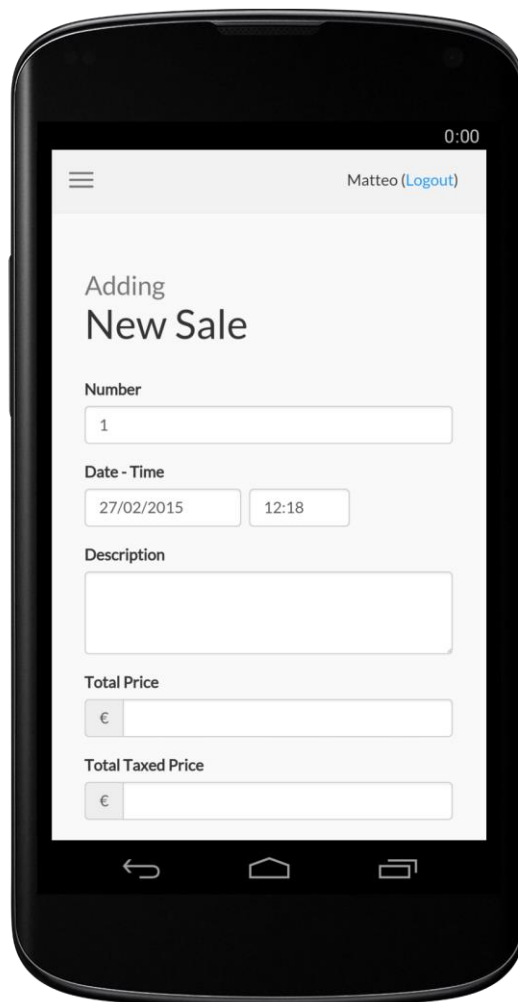 0:00
Matteo (Logout)
Adding
New Sale
Number
1
Date - Time
27/02/2015 12:18
Description
Total Price
€
Total Taxed Price
€